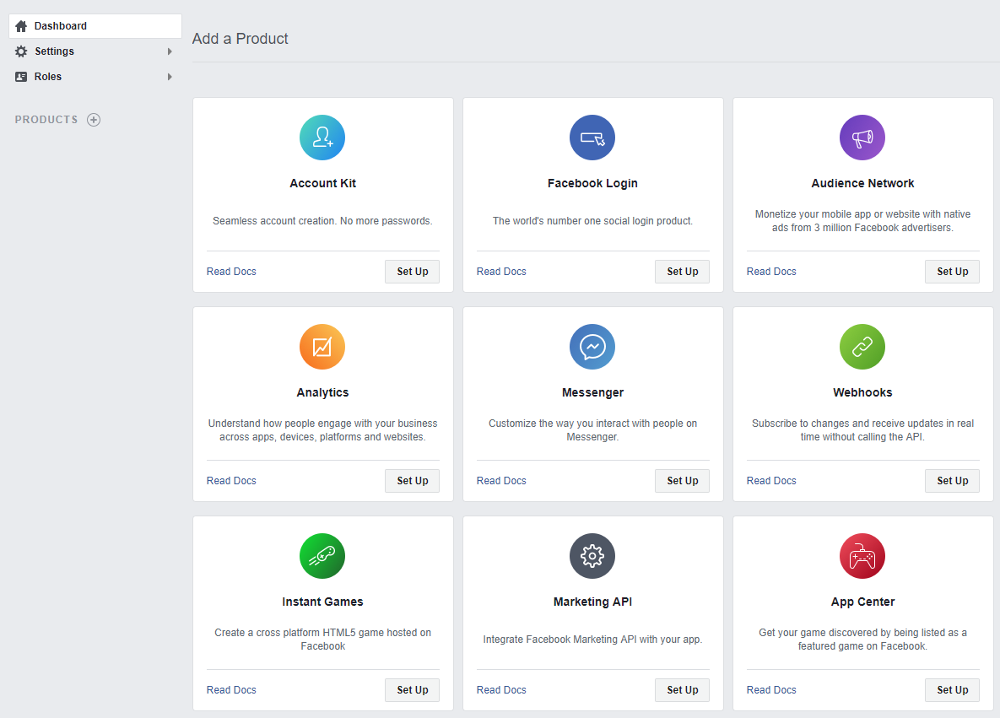 Dashboard
Settings
Roles
PRODUCTS
Add a Product
Account Kit
Seamless account creation. No more passwords.
Read Docs
Set Up
Facebook Login
The world's number one social login product.
Read Docs
Set Up
Audience Network
Monetize your mobile app or website with native
ads from 3 million Facebook advertisers.
Read Docs
Set Up
Analytics
Understand how people engage with your business
across apps, devices, platforms and websites.
Read Docs
Set Up
Messenger
Customize the way you interact with people on
Messenger.
Read Docs
Set Up
Webhooks
Subscribe to changes and receive updates in real
time without calling the API.
Read Docs
Set Up
Instant Games
Create a cross platform HTML5 game hosted on
Facebook
Read Docs
Set Up
Marketing API
Integrate Facebook Marketing API with your app.
Read Docs
Set Up
App Center
Get your game discovered by being listed as a
featured game on Facebook.
Read Docs
Set Up